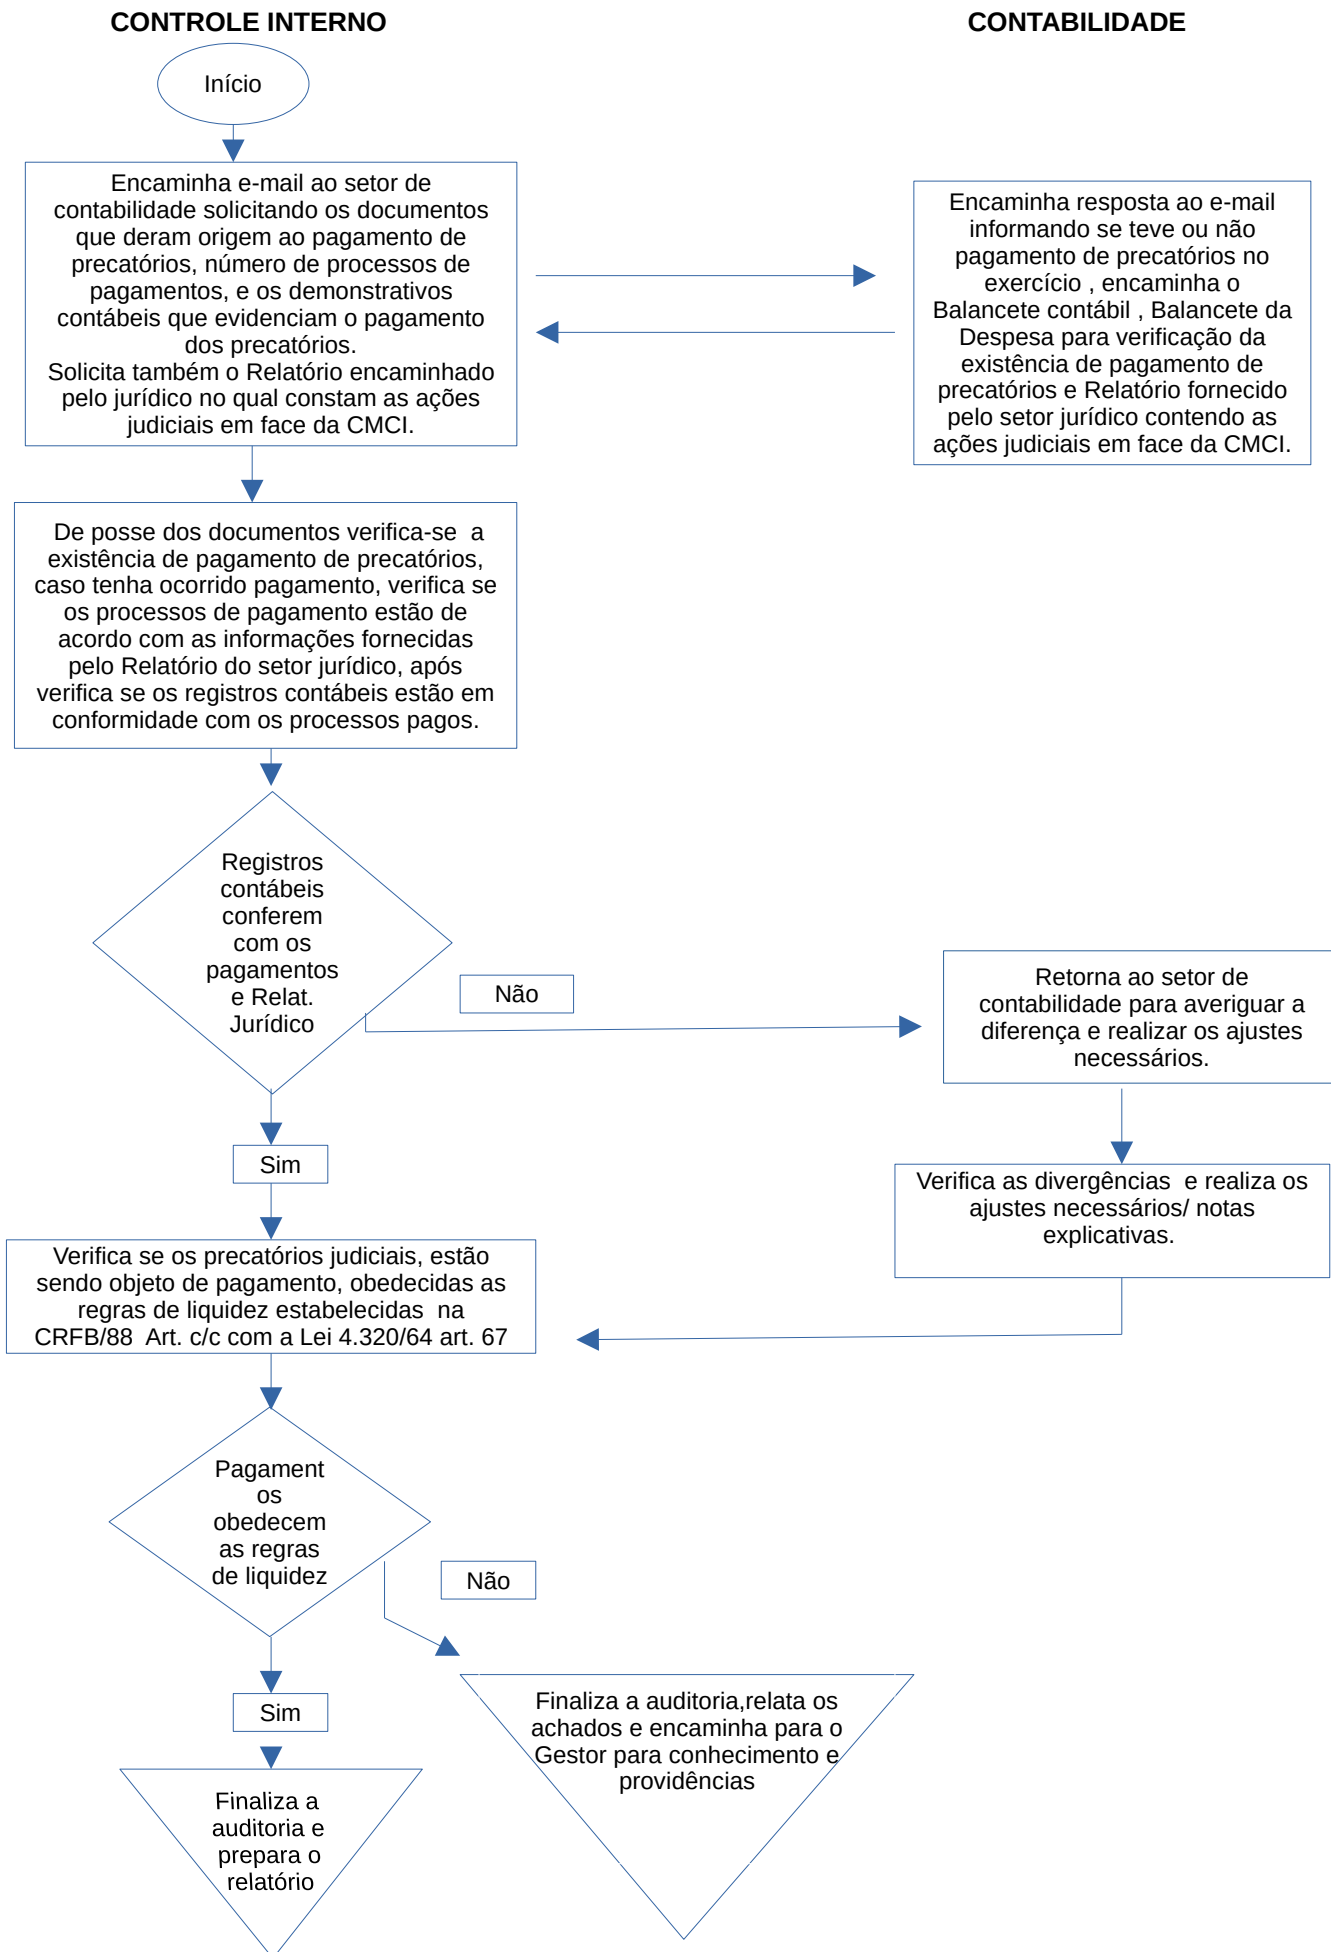 CONTROLE INTERNO
CONTABILIDADE
Início
Encaminha e-mail ao setor de
contabilidade solicitando os documentos
que deram origem ao pagamento de
precatórios, número de processos de
pagamentos, e os demonstrativos
contábeis que evidenciam o pagamento
dos precatórios.
Solicita também o Relatório encaminhado
pelo jurídico no qual constam as ações
judiciais em face da CMCI.
Encaminha resposta ao e-mail
informando se teve ou não
pagamento de precatórios no
exercício , encaminha o
Balancete contábil , Balancete da
Despesa para verificação da
existência de pagamento de
precatórios e Relatório fornecido
pelo setor jurídico contendo as
ações judiciais em face da CMCI.
De posse dos documentos verifica-se  a
existência de pagamento de precatórios,
caso tenha ocorrido pagamento, verifica se
os processos de pagamento estão de
acordo com as informações fornecidas
pelo Relatório do setor jurídico, após
verifica se os registros contábeis estão em
conformidade com os processos pagos.
Registros
contábeis
conferem
com os
pagamentos
e Relat.
Jurídico
Não
Retorna ao setor de
contabilidade para averiguar a
diferença e realizar os ajustes
necessários.
Sim
Verifica as divergências  e realiza os
ajustes necessários/ notas
explicativas.
Verifica se os precatórios judiciais, estão
sendo objeto de pagamento, obedecidas as
regras de liquidez estabelecidas  na
CRFB/88  Art. c/c com a Lei 4.320/64 art. 67
Pagament
os
obedecem
as regras
de liquidez
Não
Sim
Finaliza a auditoria,relata os
achados e encaminha para o
Gestor para conhecimento e
providências
Finaliza a
auditoria e
prepara o
relatório